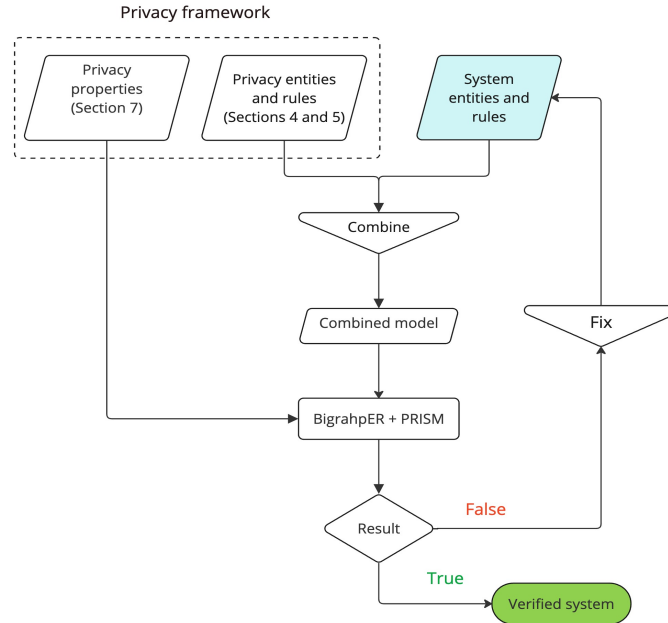 Privacy framework
Privacy
properties
(Section 7)
Privacy entities
and rules
(Sections 4 and 5)
System
entities and
rules
Combine
Combined model
Fix
BigrahpER + PRISM
Result
False
True
Verified system